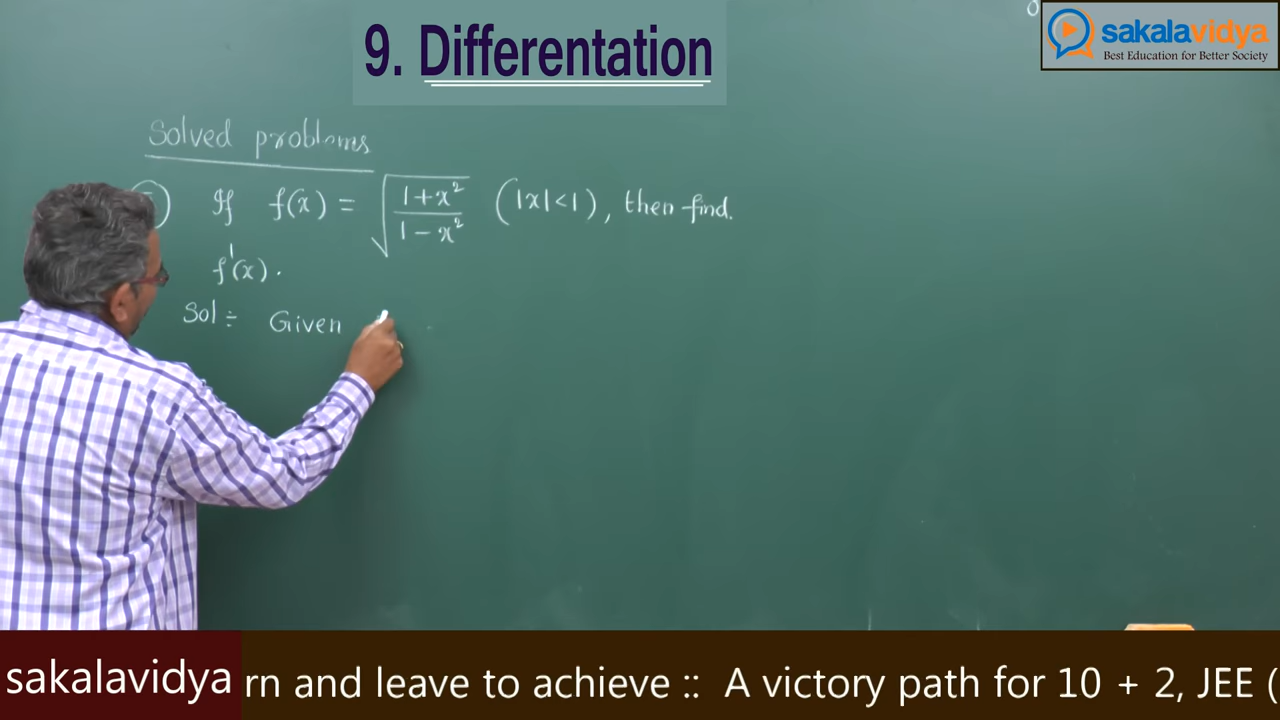 9. Differentation
sakalavidya
Best Education for Better Society
Solved problems
If f(x) = √((1+x²)/(1-x²)) (|x|<1), then find.
f'(x).
Sol÷ Given
sakalavidya
rn and leave to achieve :: A victory path for 10 + 2, JEE (